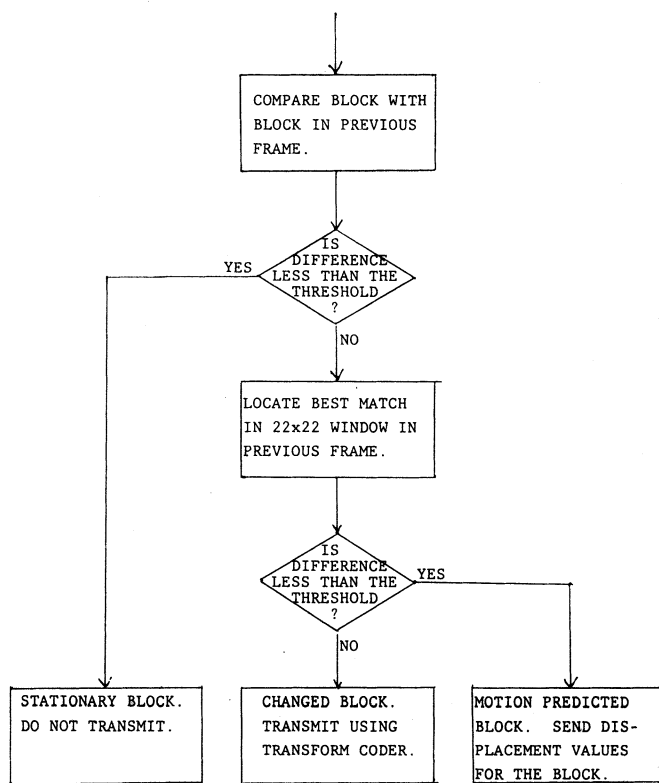 COMPARE BLOCK WITH
BLOCK IN PREVIOUS
FRAME.
IS
DIFFERENCE
LESS THAN THE
THRESHOLD
?
YES
NO
LOCATE BEST MATCH
IN 22x22 WINDOW IN
PREVIOUS FRAME.
IS
DIFFERENCE
LESS THAN THE
THRESHOLD
?
YES
NO
STATIONARY BLOCK.
DO NOT TRANSMIT.
CHANGED BLOCK.
TRANSMIT USING
TRANSFORM CODER.
MOTION PREDICTED
BLOCK. SEND DIS-
PLACEMENT VALUES
FOR THE BLOCK.